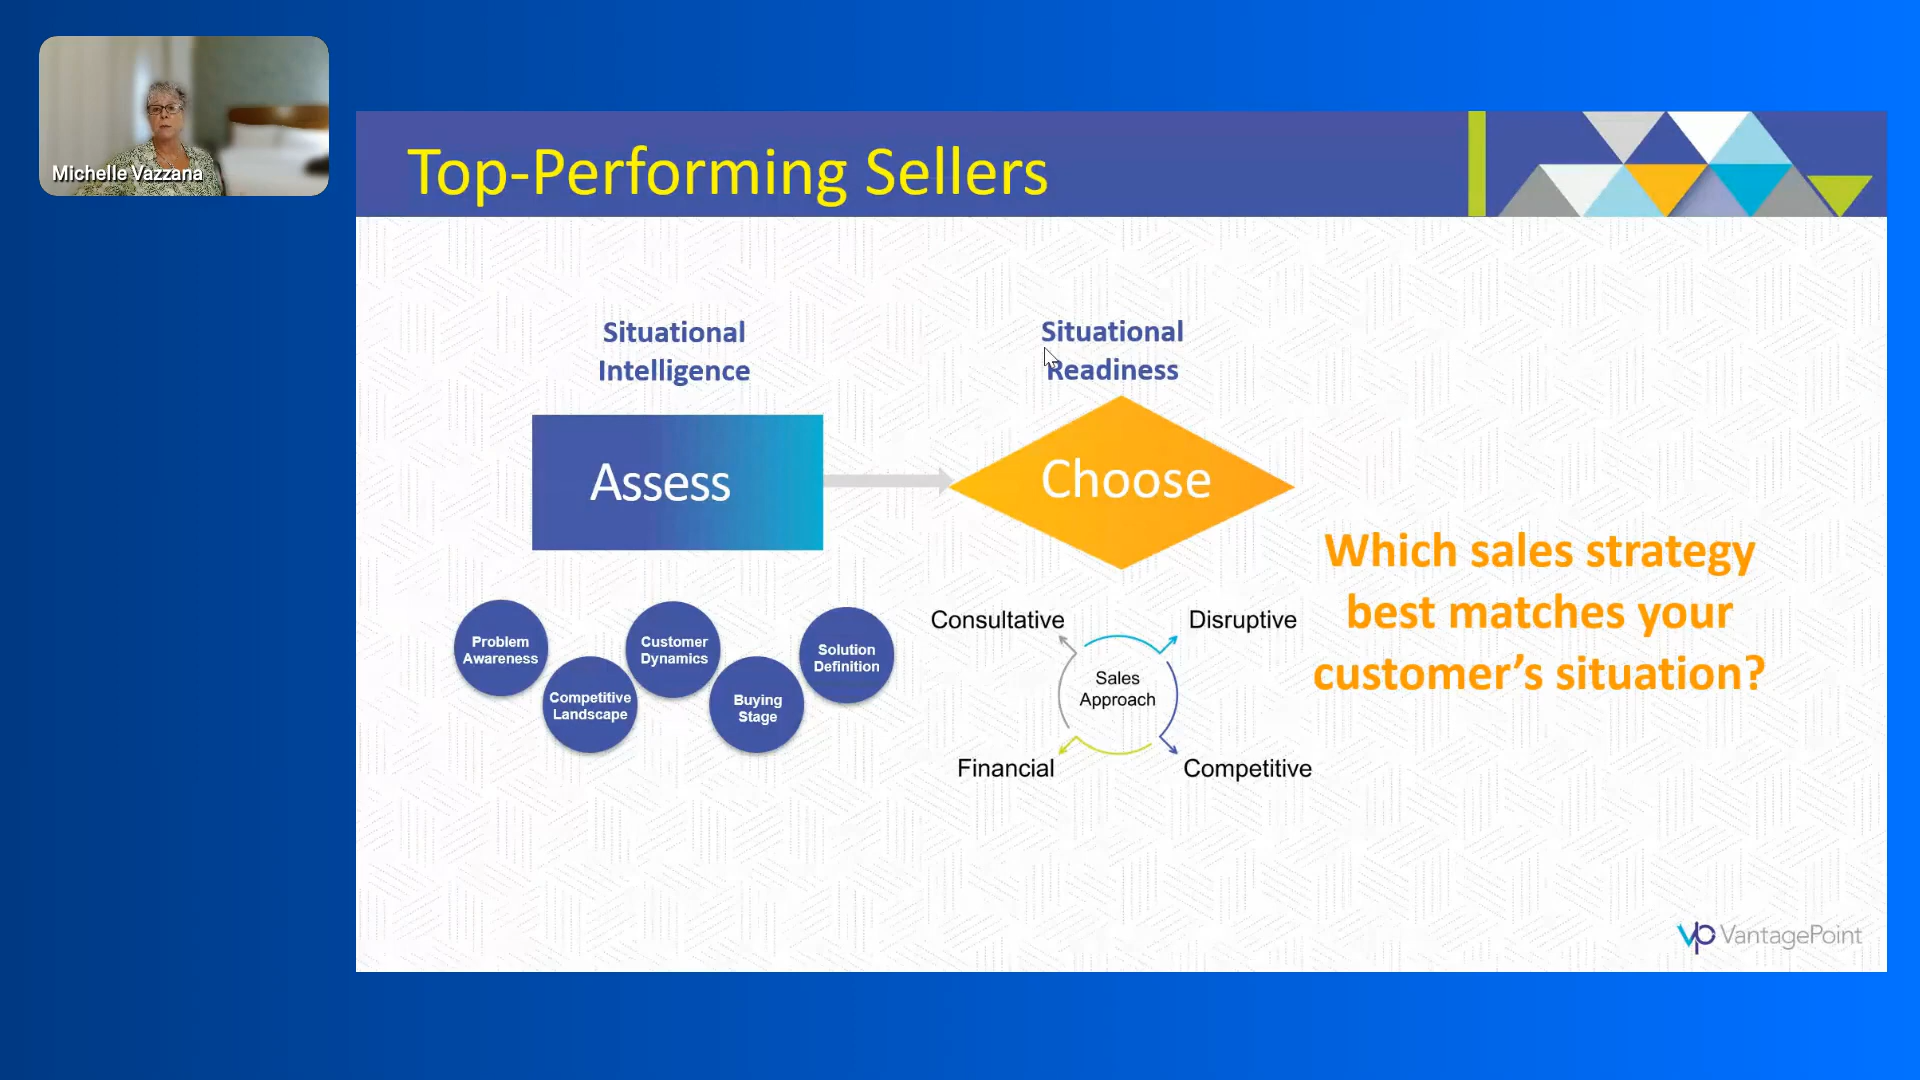 Michelle Vazzana
Top-Performing Sellers
Situational
Intelligence
Situational
Readiness
Assess
Choose
Problem
Awareness
Competitive
Landscape
Customer
Dynamics
Buying
Stage
Solution
Definition
Consultative
Disruptive
Sales
Approach
Financial
Competitive
Which sales strategy
best matches your
customer’s situation?
vp VantagePoint